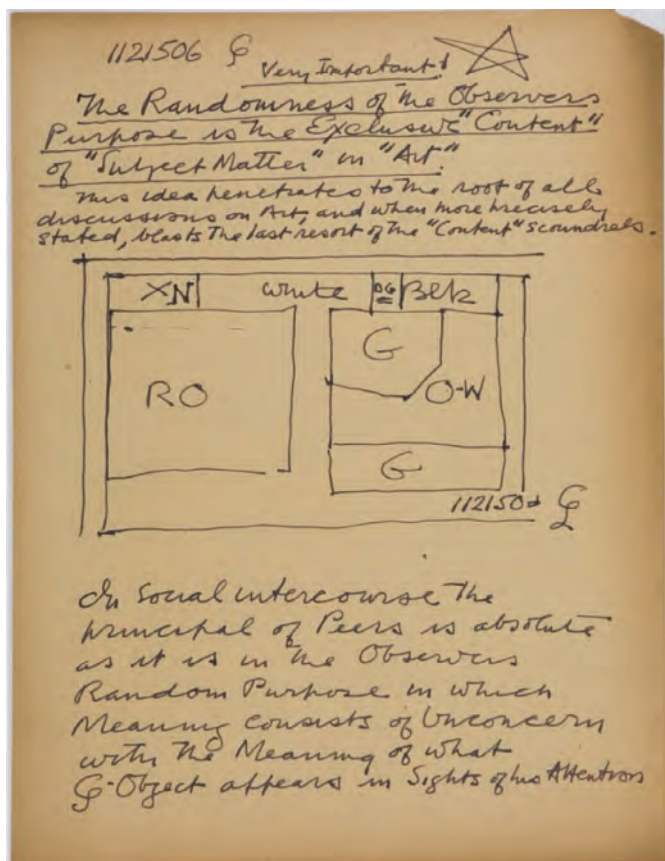 1121506 ⅊
Very Important!
The Randomness of the Observers
Purpose is the Exclusive "Content"
of "Subject Matter" in "Art."
This idea penetrates to the root of all
discussions on Art, and when more precisely
stated, blasts the last resort of the "Content" scoundrels.
XN white DG Blk
G
RO O-W
G
112150
In Social intercourse the
principal of Peers is absolute
as it is in the Observers
Random Purpose in which
Meaning consists of Unconcern
with the Meaning of what
Object appears in Sights of his Attention